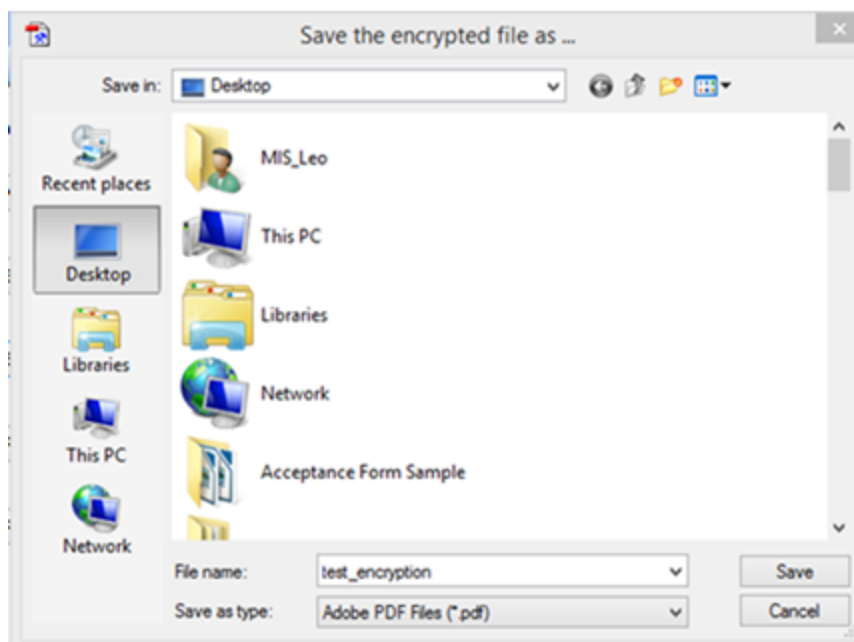 Save the encrypted file as ...
Save in:
Desktop
Recent places
Desktop
Libraries
This PC
Network
MIS_Leo
This PC
Libraries
Network
Acceptance Form Sample
File name:
test_encryption
Save
Save as type:
Adobe PDF Files (*.pdf)
Cancel